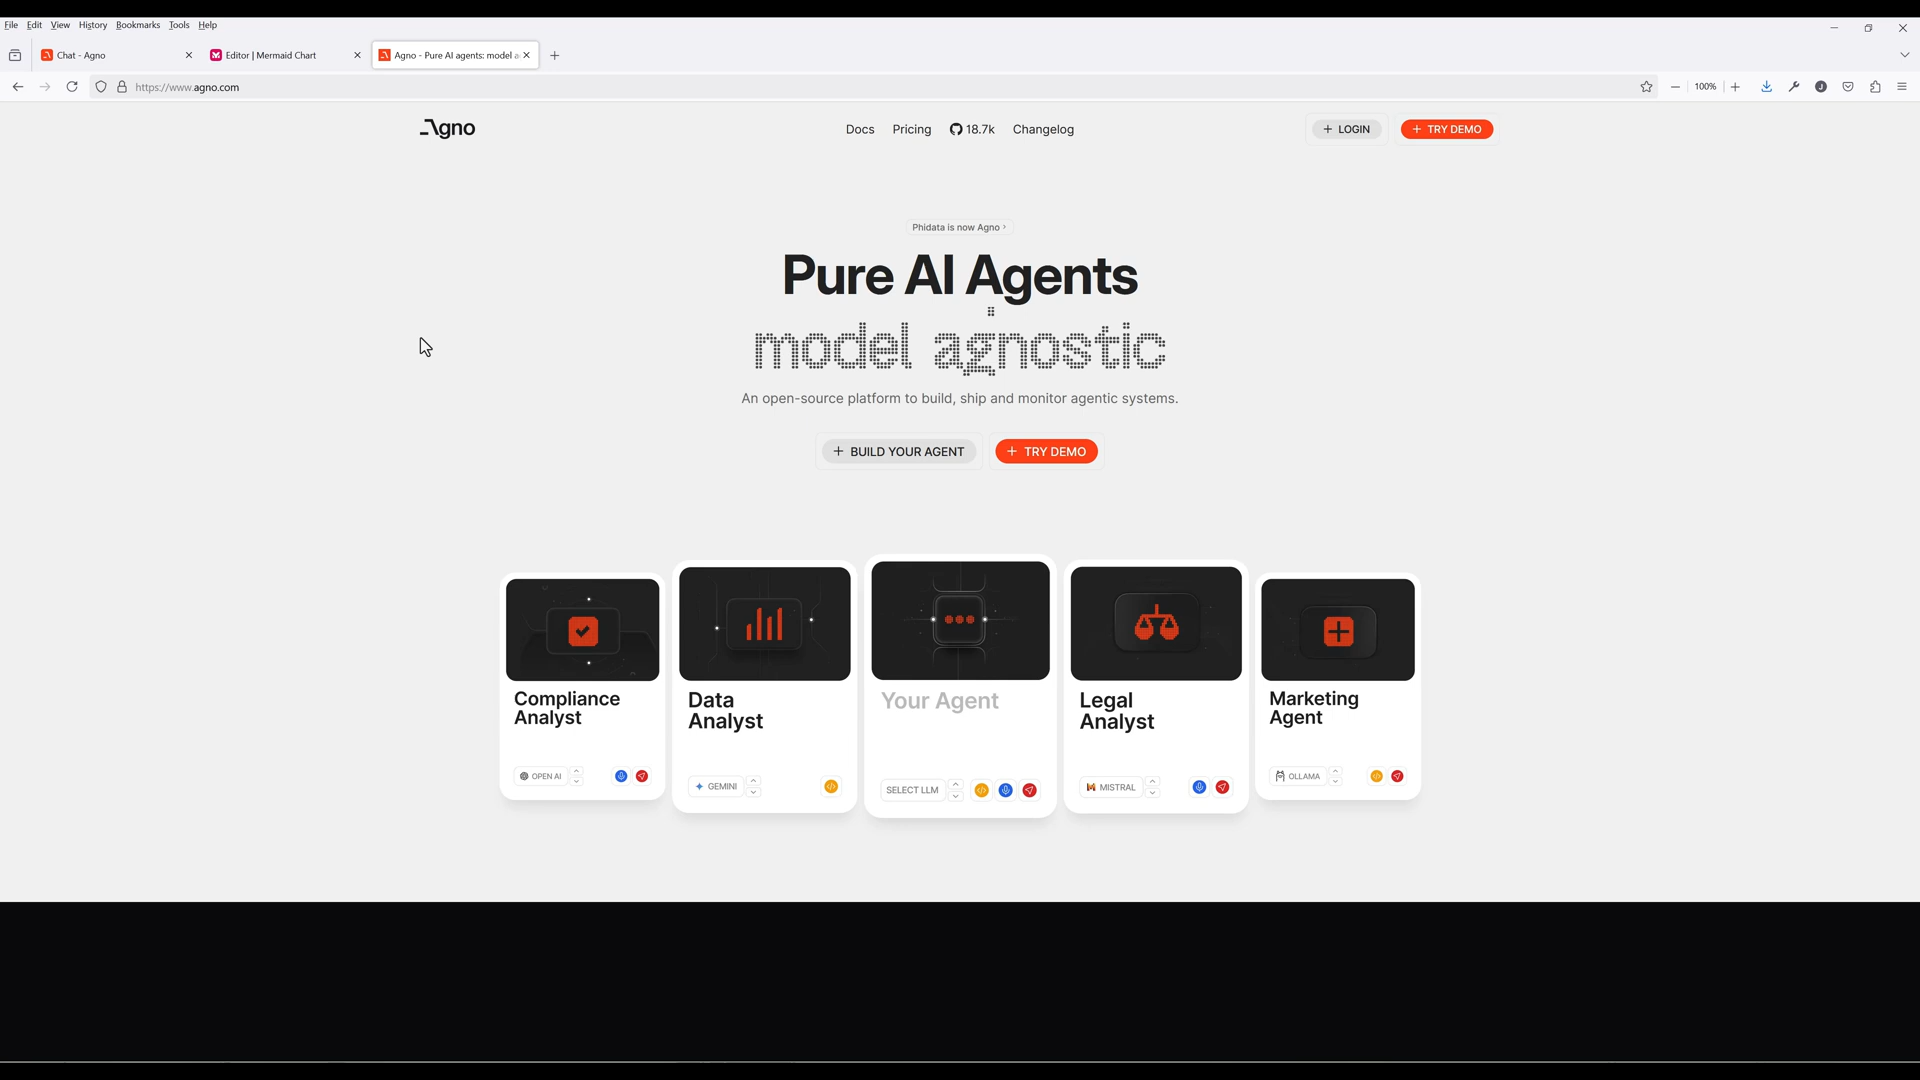 File Edit View History Bookmarks Tools Help
Chat - Agno
Editor | Mermaid Chart
Agno - Pure AI agents: model a
https://www.agno.com
100%
Agno
Docs
Pricing
18.7k
Changelog
+ LOGIN
+ TRY DEMO
Phidata is now Agno ›
Pure AI Agents
model agnostic
An open-source platform to build, ship and monitor agentic systems.
+ BUILD YOUR AGENT
+ TRY DEMO
Compliance
Analyst
OPEN AI
Data
Analyst
GEMINI
Your Agent
SELECT LLM
Legal
Analyst
MISTRAL
Marketing
Agent
OLLAMA